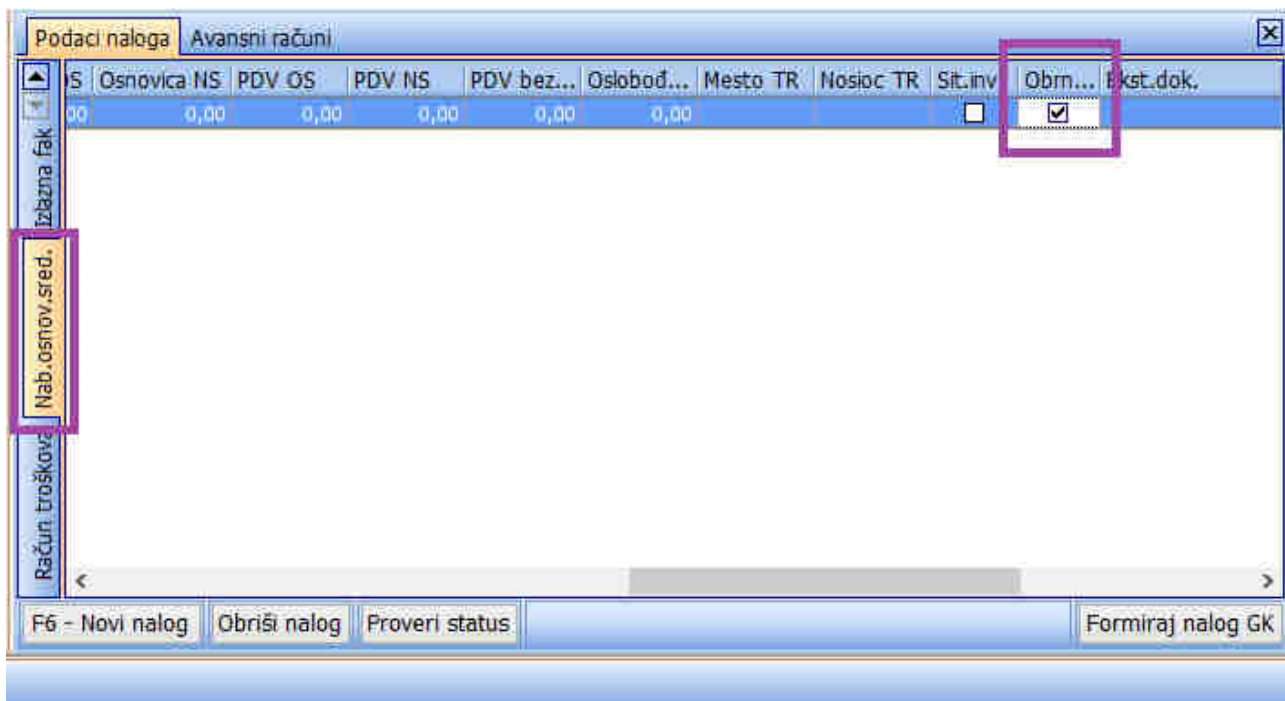 Podaci naloga Avansni računi
OS Osnovica NS PDV OS PDV NS PDV bez... Oslobođ... Mesto TR Nosioc TR Sit.inv Obrn... Ekst.dok.
00 0,00 0,00 0,00 0,00 0,00
Izlazna fak
Nab.osnov.sred.
Račun troškova
F6 - Novi nalog Obriši nalog Proveri status Formiraj nalog GK